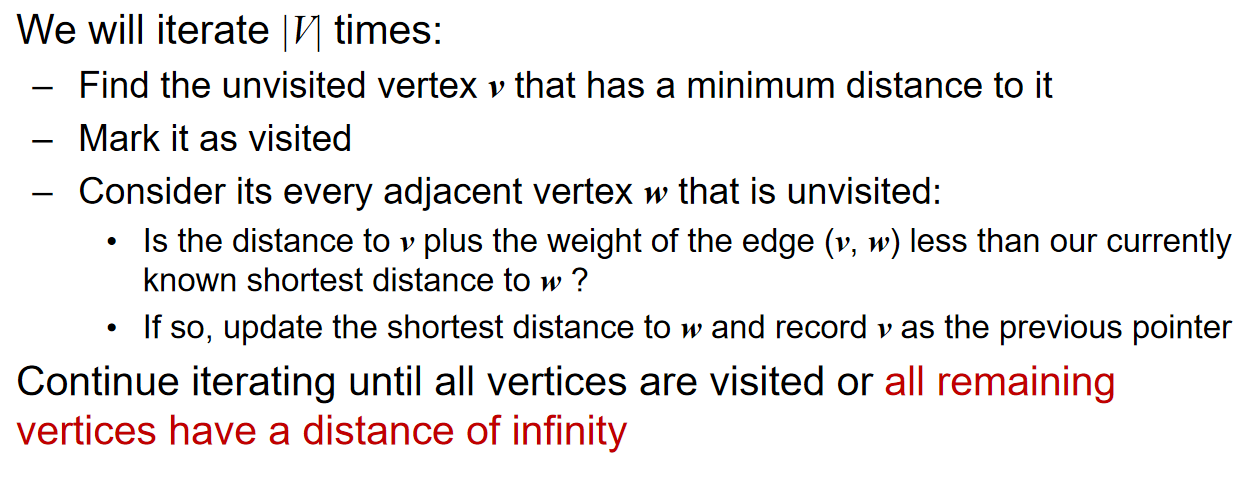 We will iterate |V| times:
– Find the unvisited vertex v that has a minimum distance to it
– Mark it as visited
– Consider its every adjacent vertex w that is unvisited:
• Is the distance to v plus the weight of the edge (v, w) less than our currently
known shortest distance to w ?
• If so, update the shortest distance to w and record v as the previous pointer
Continue iterating until all vertices are visited or all remaining
vertices have a distance of infinity